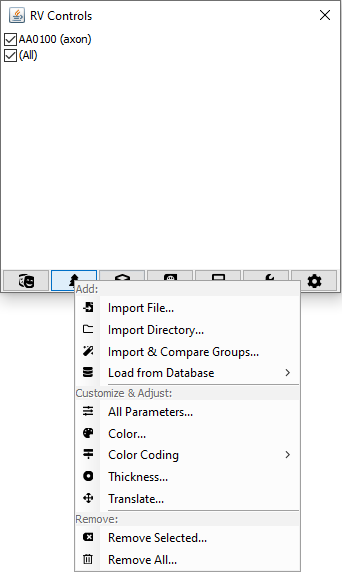 RV Controls
AA0100 (axon)
(All)
Add:
Import File...
Import Directory...
Import & Compare Groups...
Load from Database
Customize & Adjust:
All Parameters...
Color...
Color Coding
Thickness...
Translate...
Remove:
Remove Selected...
Remove All...